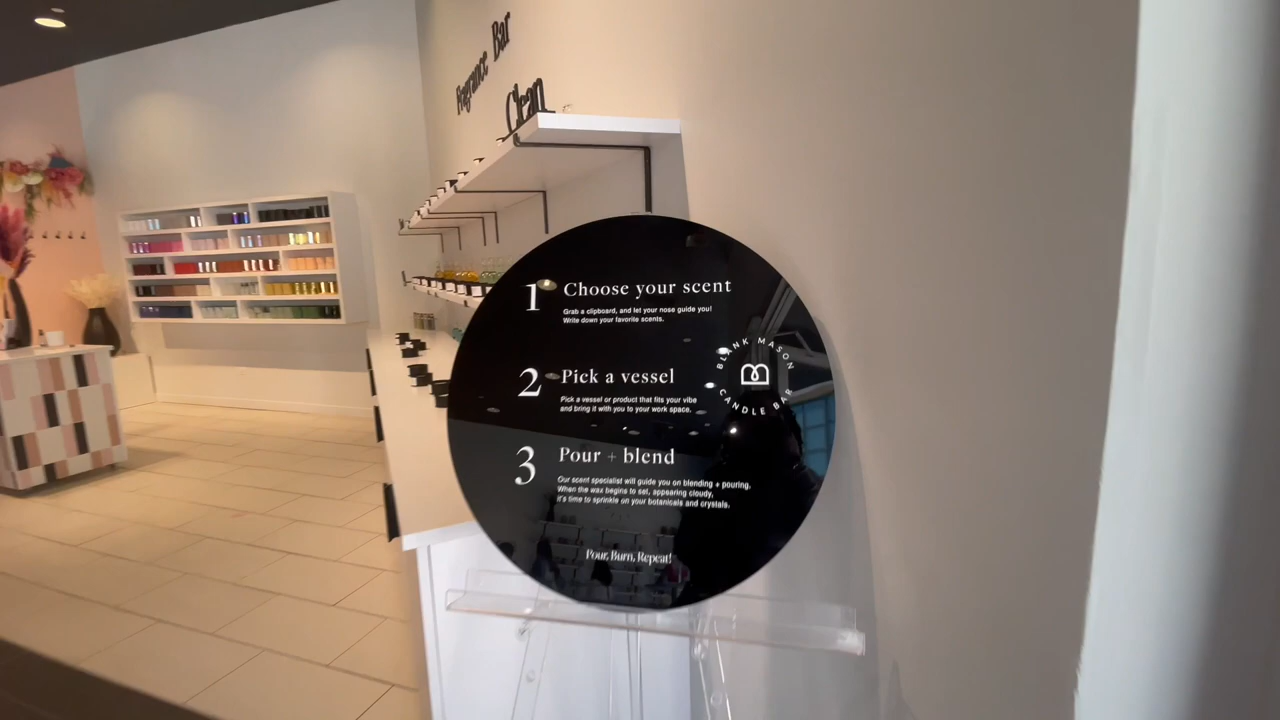 Fragrance Bar
Clean
1 Choose your scent
Grab a clipboard, and let your nose guide you!
Write down your favorite scents.
BLANK MASON
CANDLE BAR
2 Pick a vessel
Pick a vessel or product that fits your vibe
and bring it with you to your work space.
3 Pour + blend
Our scent specialist will guide you on blending + pouring.
When the wax begins to set, appearing cloudy,
it's time to sprinkle on your botanicals and crystals.
Pour, Burn, Repeat!